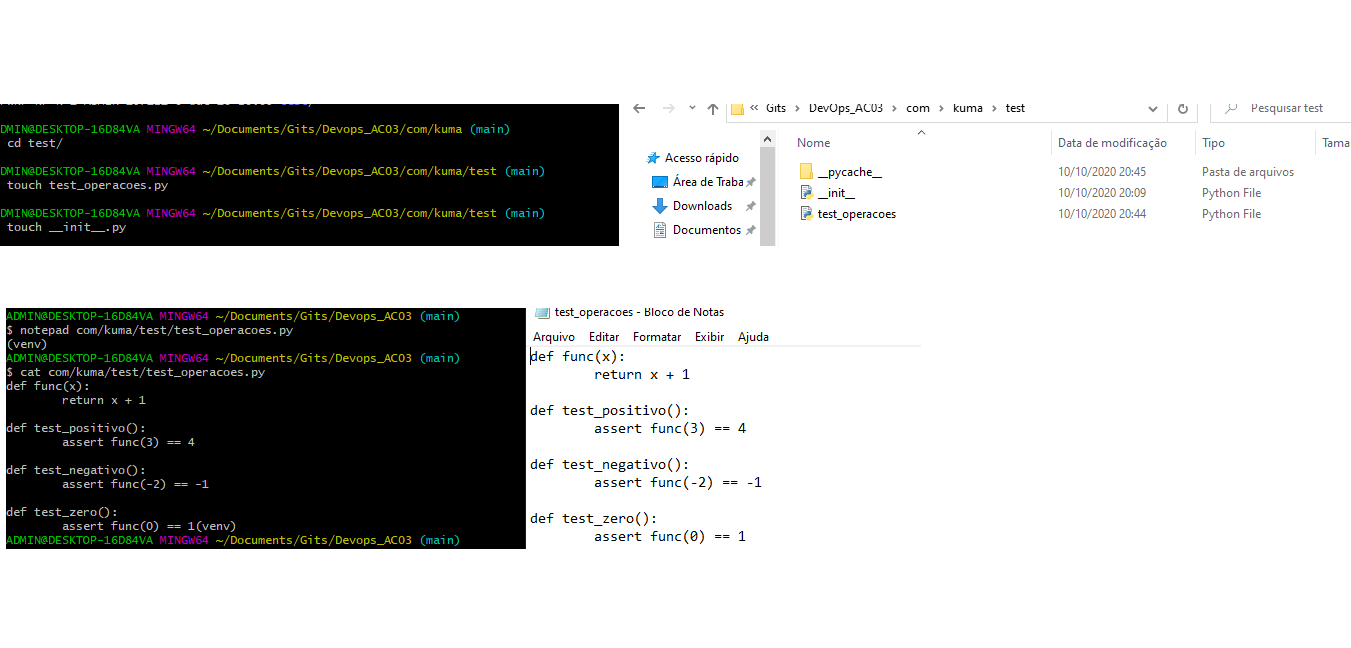 DMIN@DESKTOP-16D84VA MINGW64 ~/Documents/Gits/Devops_AC03/com/kuma (main)
cd test/
DMIN@DESKTOP-16D84VA MINGW64 ~/Documents/Gits/Devops_AC03/com/kuma/test (main)
touch test_operacoes.py
DMIN@DESKTOP-16D84VA MINGW64 ~/Documents/Gits/Devops_AC03/com/kuma/test (main)
touch __init__.py
« Gits > DevOps_AC03 > com > kuma > test
Pesquisar test
Nome Data de modificação Tipo Tama
Acesso rápido
Área de Traba
Downloads
Documentos
__pycache__ 10/10/2020 20:45 Pasta de arquivos
__init__ 10/10/2020 20:09 Python File
test_operacoes 10/10/2020 20:44 Python File
ADMIN@DESKTOP-16D84VA MINGW64 ~/Documents/Gits/Devops_AC03 (main)
$ notepad com/kuma/test/test_operacoes.py
(venv)
ADMIN@DESKTOP-16D84VA MINGW64 ~/Documents/Gits/Devops_AC03 (main)
$ cat com/kuma/test/test_operacoes.py
def func(x):
return x + 1
def test_positivo():
assert func(3) == 4
def test_negativo():
assert func(-2) == -1
def test_zero():
assert func(0) == 1(venv)
ADMIN@DESKTOP-16D84VA MINGW64 ~/Documents/Gits/Devops_AC03 (main)
test_operacoes - Bloco de Notas
Arquivo Editar Formatar Exibir Ajuda
def func(x):
return x + 1
def test_positivo():
assert func(3) == 4
def test_negativo():
assert func(-2) == -1
def test_zero():
assert func(0) == 1